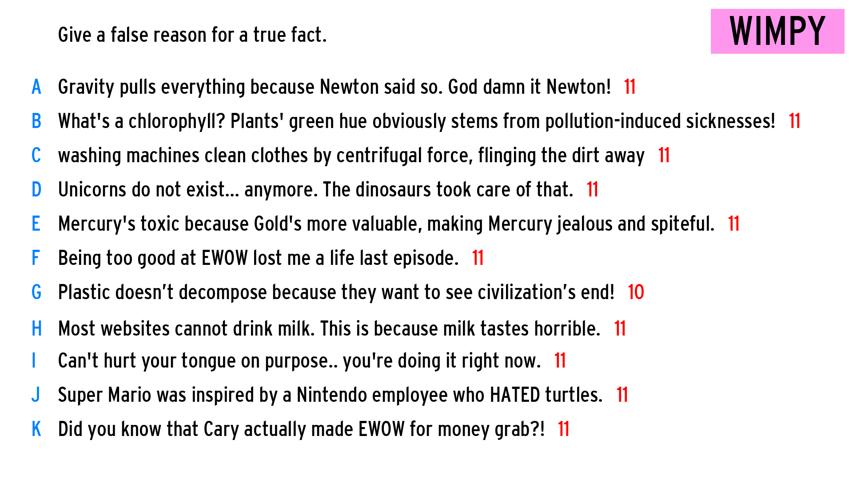 Give a false reason for a true fact.
WIMPY
A Gravity pulls everything because Newton said so. God damn it Newton! 11
B What's a chlorophyll? Plants' green hue obviously stems from pollution-induced sicknesses! 11
C washing machines clean clothes by centrifugal force, flinging the dirt away 11
D Unicorns do not exist... anymore. The dinosaurs took care of that. 11
E Mercury's toxic because Gold's more valuable, making Mercury jealous and spiteful. 11
F Being too good at EWOW lost me a life last episode. 11
G Plastic doesn’t decompose because they want to see civilization’s end! 10
H Most websites cannot drink milk. This is because milk tastes horrible. 11
I Can't hurt your tongue on purpose.. you're doing it right now. 11
J Super Mario was inspired by a Nintendo employee who HATED turtles. 11
K Did you know that Cary actually made EWOW for money grab?! 11